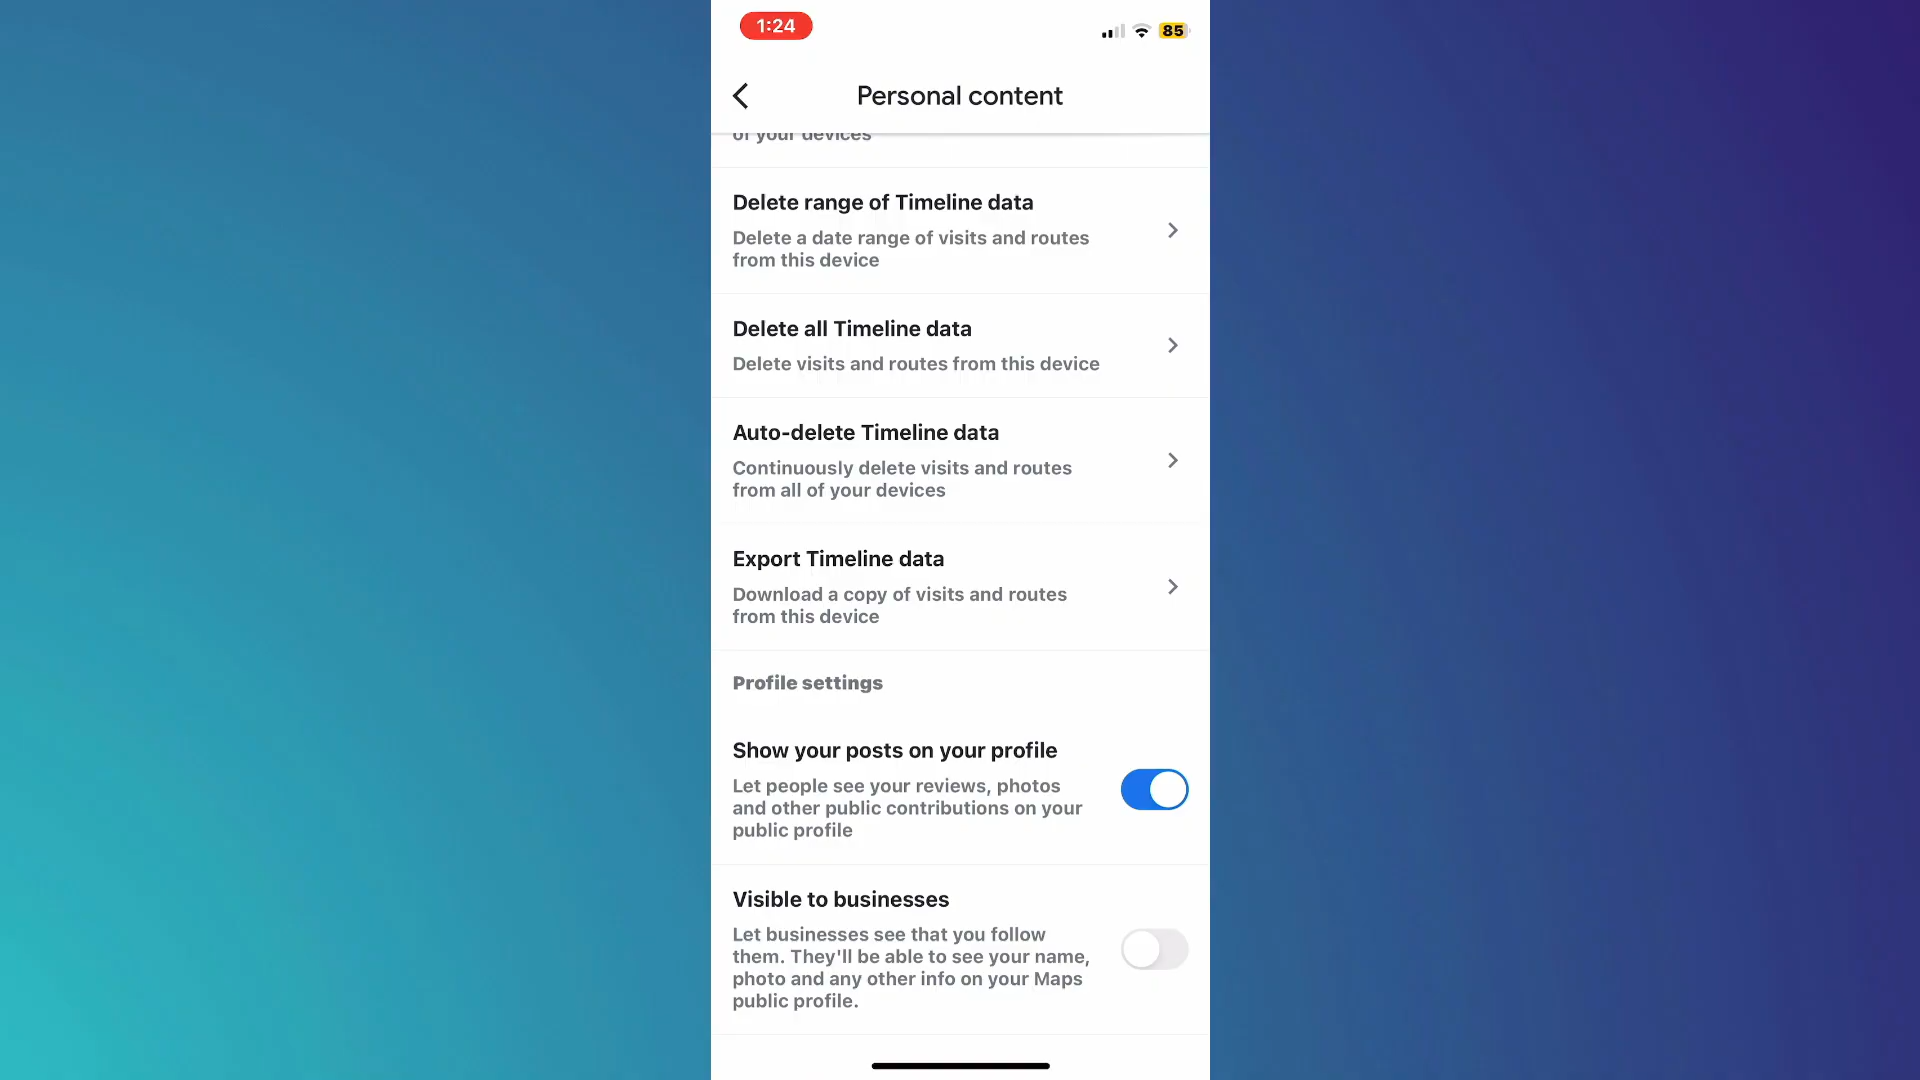 1:24
85
Personal content
of your devices
Delete range of Timeline data
Delete a date range of visits and routes
from this device
Delete all Timeline data
Delete visits and routes from this device
Auto-delete Timeline data
Continuously delete visits and routes
from all of your devices
Export Timeline data
Download a copy of visits and routes
from this device
Profile settings
Show your posts on your profile
Let people see your reviews, photos
and other public contributions on your
public profile
Visible to businesses
Let businesses see that you follow
them. They'll be able to see your name,
photo and any other info on your Maps
public profile.